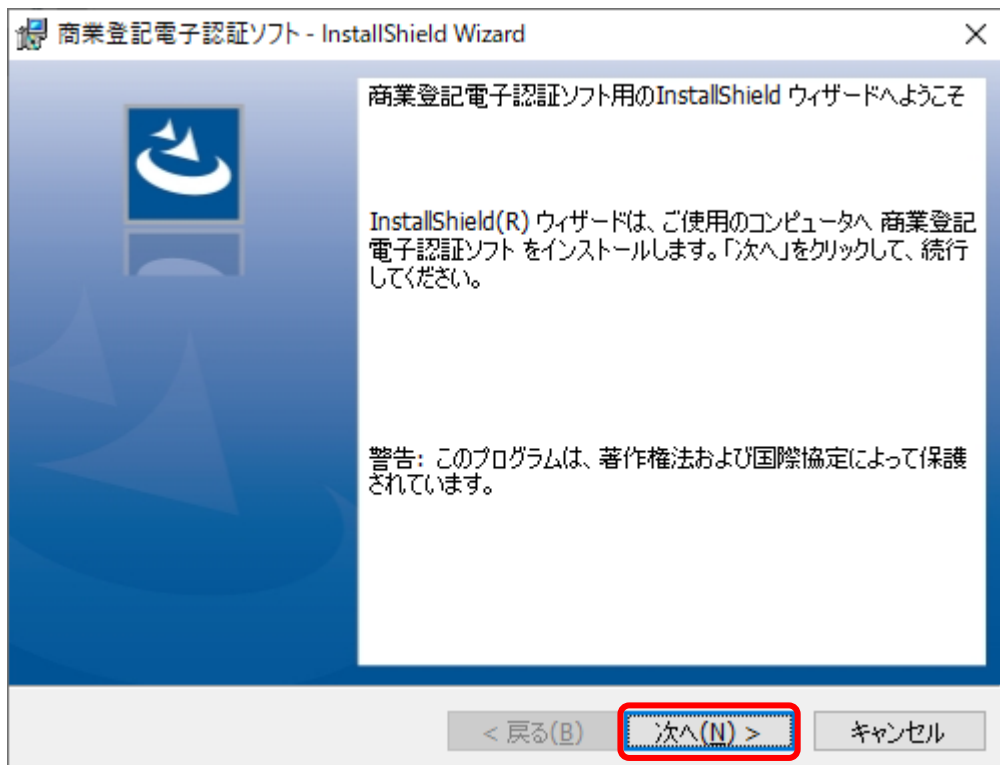 商業登記電子認証ソフト - InstallShield Wizard
商業登記電子認証ソフト用のInstallShield ウィザードへようこそ
InstallShield(R) ウィザードは、ご使用のコンピュータへ 商業登記
電子認証ソフト をインストールします。「次へ」をクリックして、続行
してください。
警告: このプログラムは、著作権法および国際協定によって保護
されています。
< 戻る(B) 次へ(N) > キャンセル